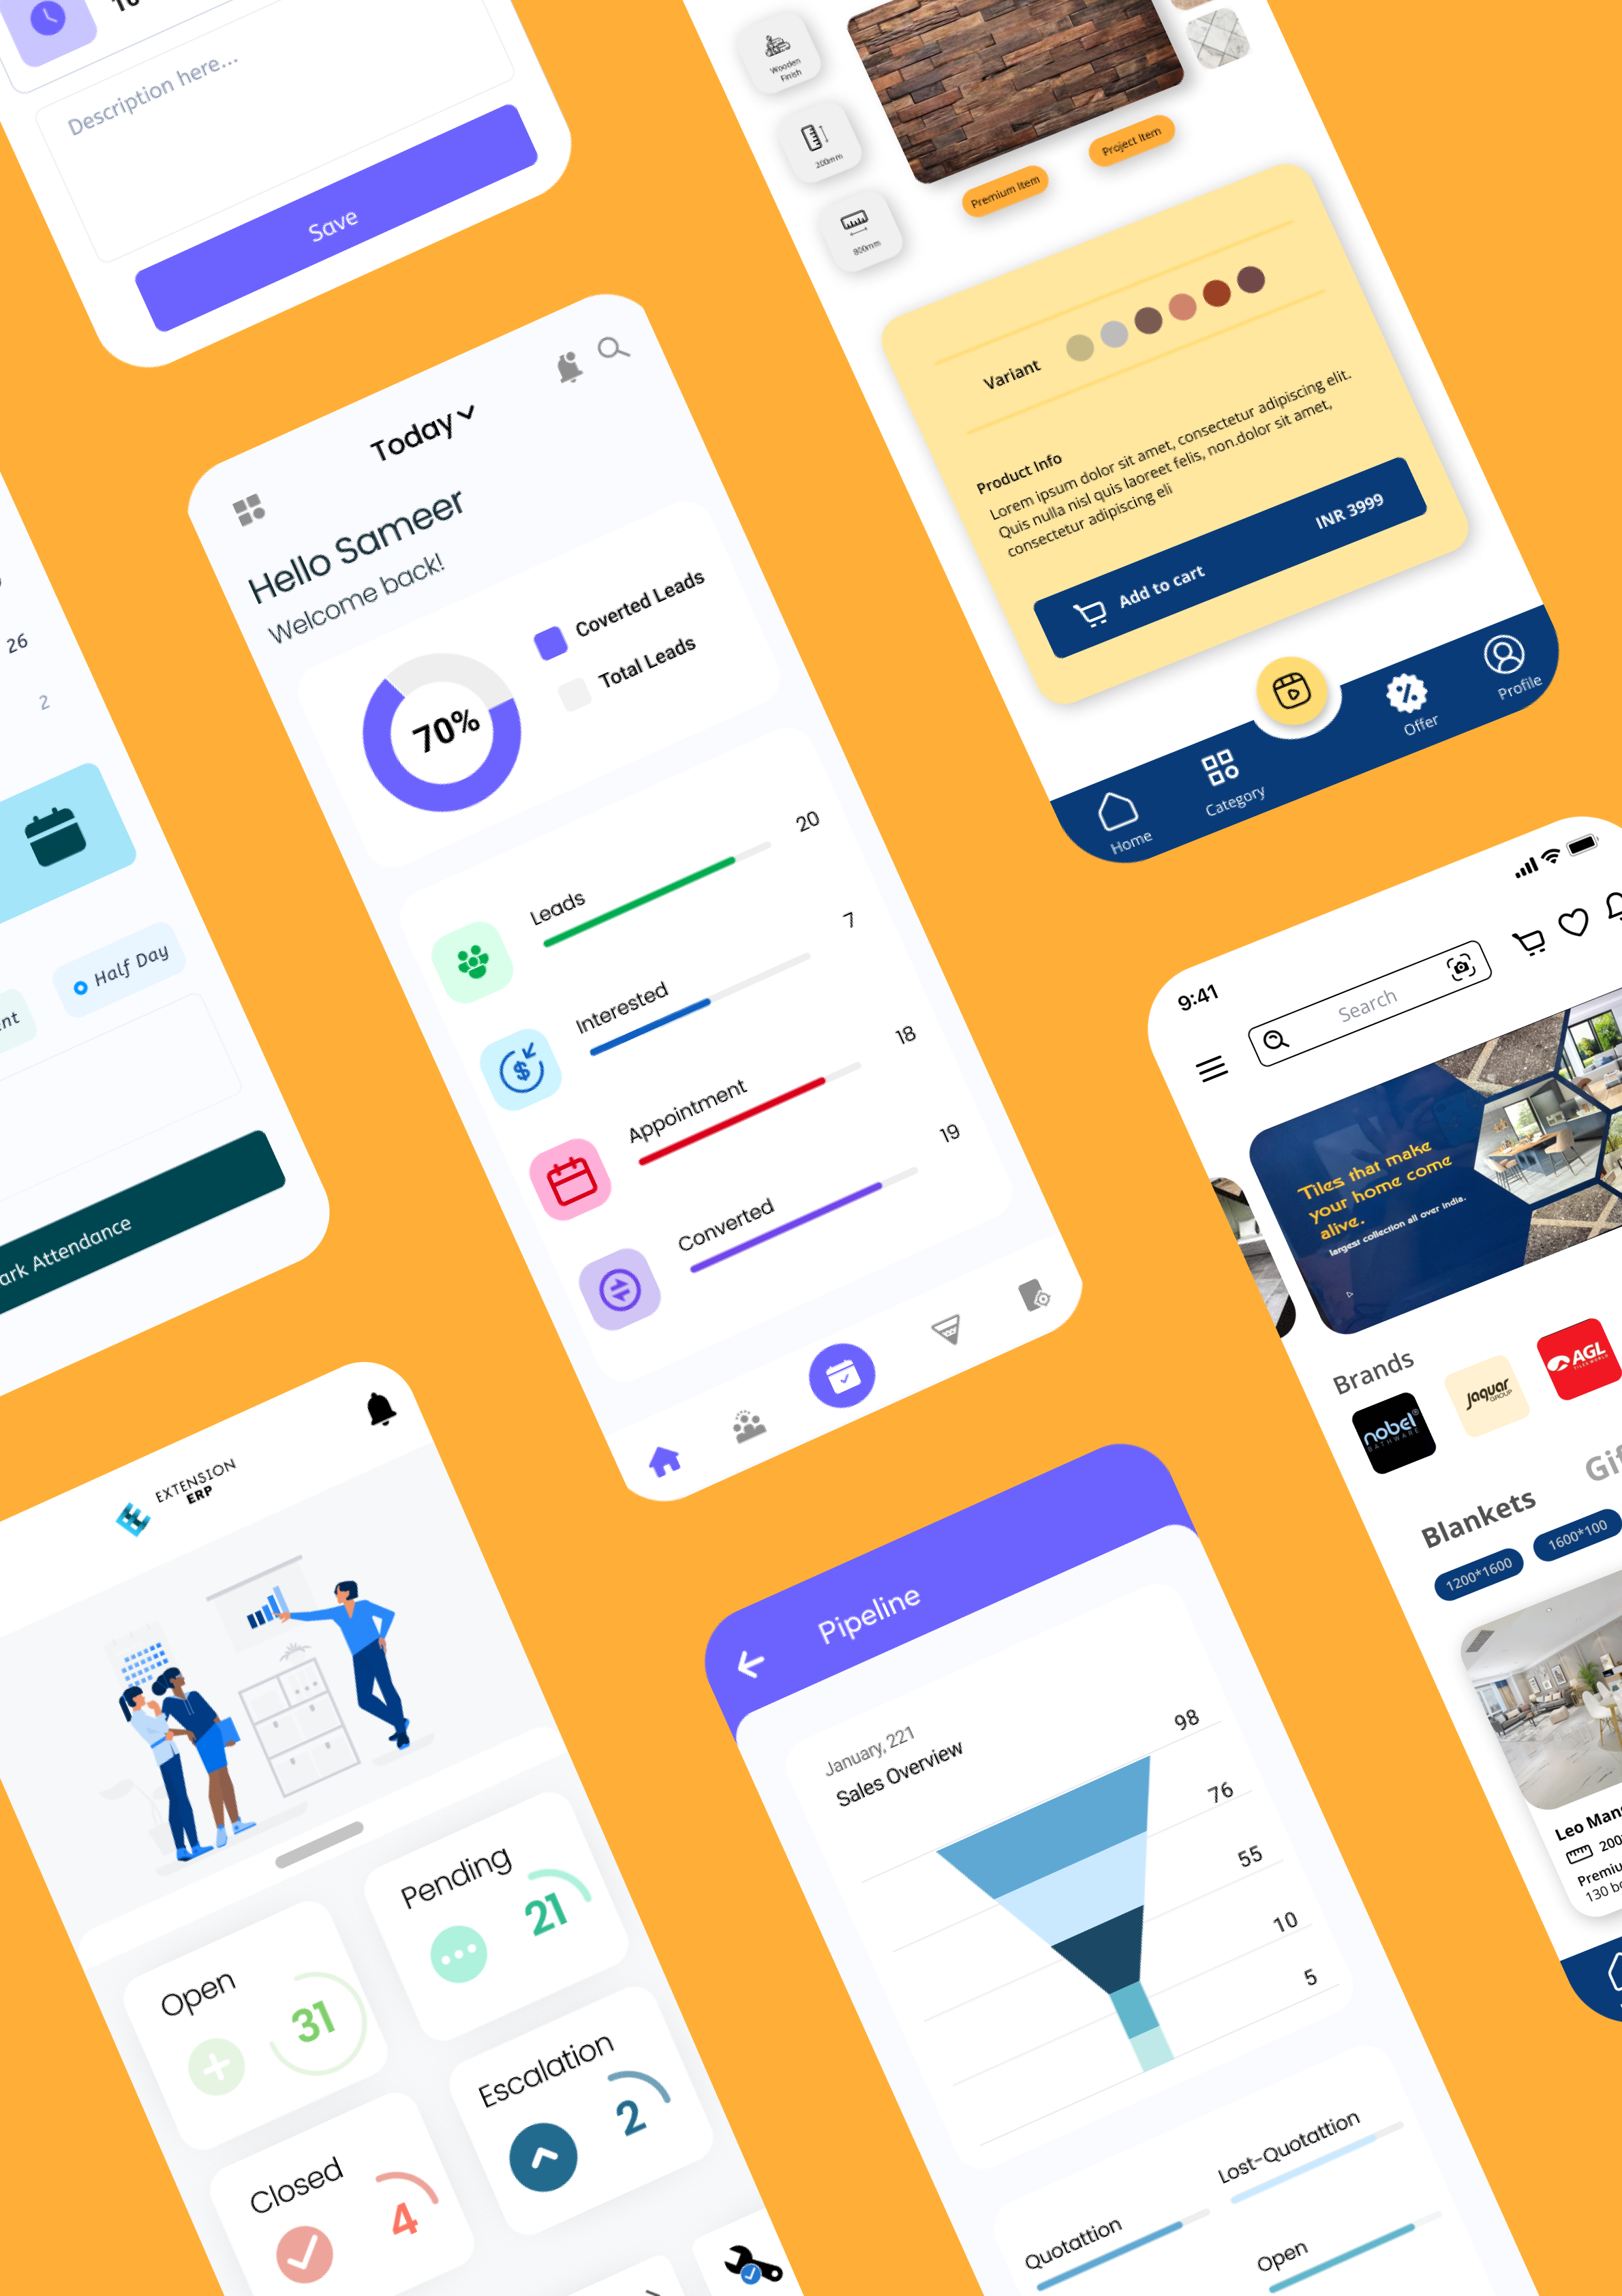 Description here...
Save
Wooden
Finish
200mm
800mm
Premium Item
Project Item
Variant
Product Info
Lorem ipsum dolor sit amet, consectetur adipiscing elit.
Quis nulla nisl quis laoreet felis, non.dolor sit amet,
consectetur adipiscing eli
Add to cart INR 3999
Home
Category
Offer
Profile
Today
Hello Sameer
Welcome back!
70%
Coverted Leads
Total Leads
Leads 20
Interested 7
Appointment 18
Converted 19
26
2
Half Day
ark Attendance
9:41
Search
Tiles that make
your home come
alive.
largest collection all over india.
Brands
nobel
BATHWARE
Jaquar
GROUP
AGL
Blankets
Gif
1200*1600
1600*100
Leo Man
200
Premiu
EXTENSION
ERP
Open
31
Pending
21
Closed
4
Escalation
2
Pipeline
January, 221
Sales Overview
98
76
55
10
5
Quotattion
Lost-Quotattion
Open